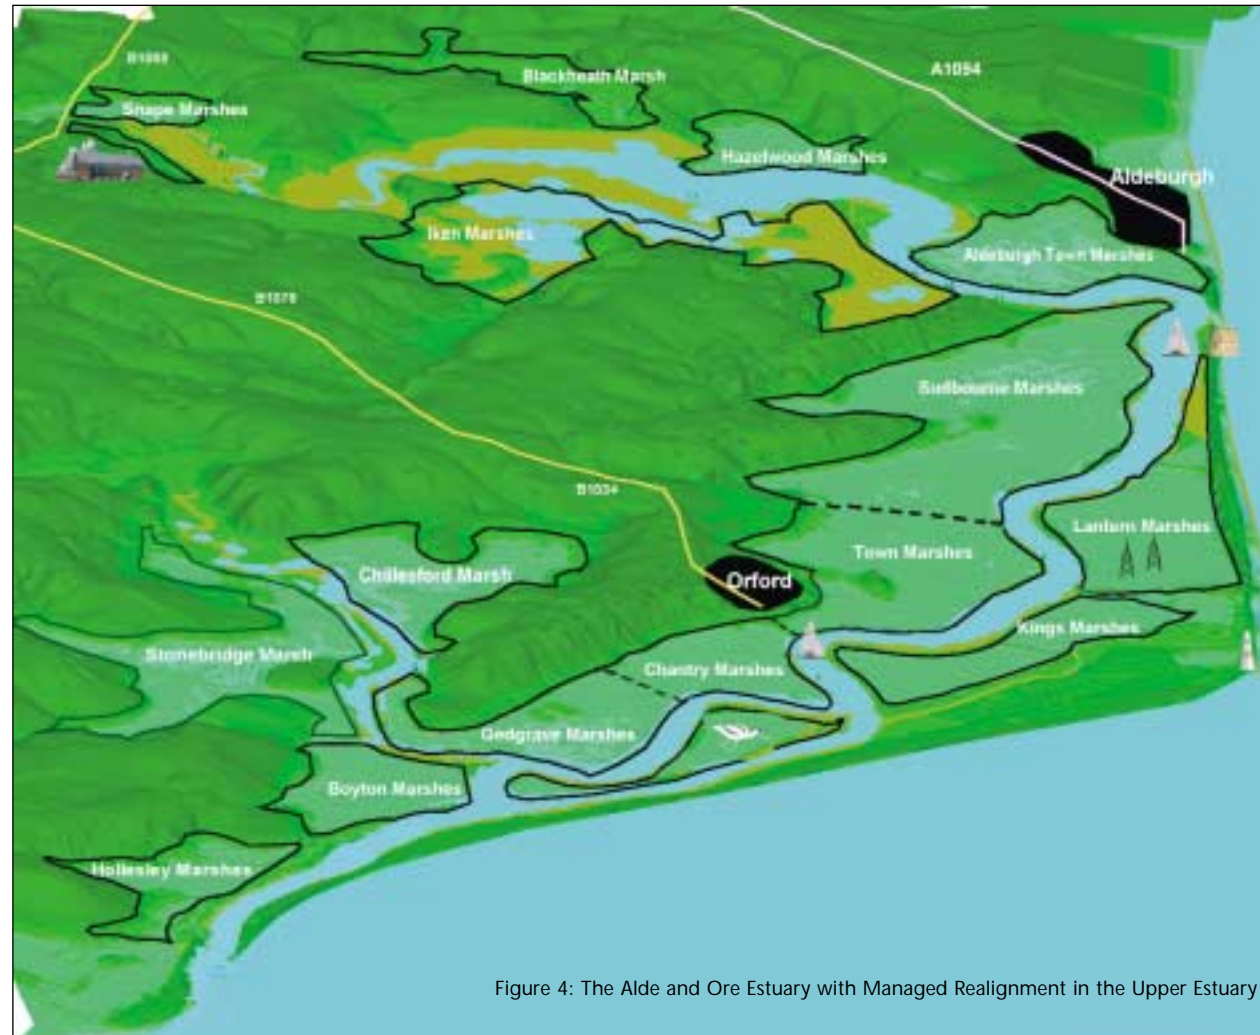 Blackheath Marsh
A1094
Snape Marshes
Hazelwood Marshes
Aldeburgh
Iken Marshes
Aldeburgh Town Marshes
Sudbourne Marshes
Lantern Marshes
Town Marshes
Chillesford Marsh
Orford
Kings Marshes
Stonebridge Marsh
Chantry Marshes
Gedgrave Marshes
Boyton Marshes
Hollesley Marshes
Figure 4: The Alde and Ore Estuary with Managed Realignment in the Upper Estuary